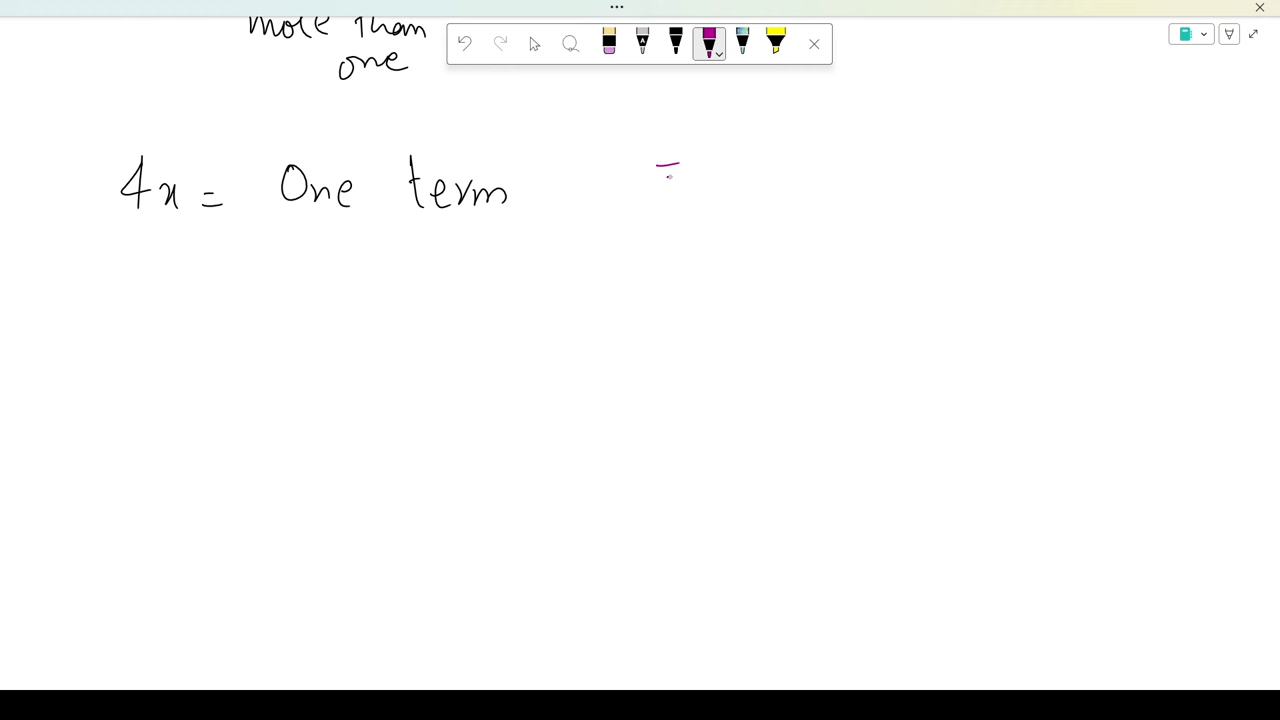 more than
one
4x = One term